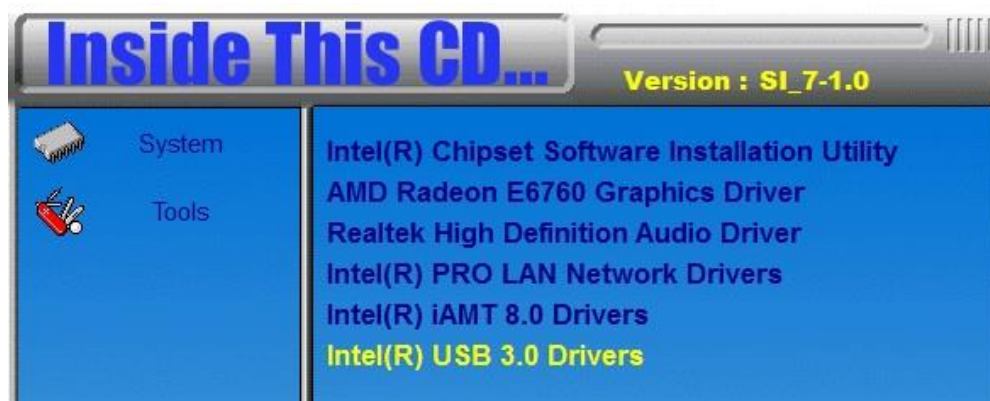 Inside This CD...
Version : SI_7-1.0
System
Tools
Intel(R) Chipset Software Installation Utility
AMD Radeon E6760 Graphics Driver
Realtek High Definition Audio Driver
Intel(R) PRO LAN Network Drivers
Intel(R) iAMT 8.0 Drivers
Intel(R) USB 3.0 Drivers